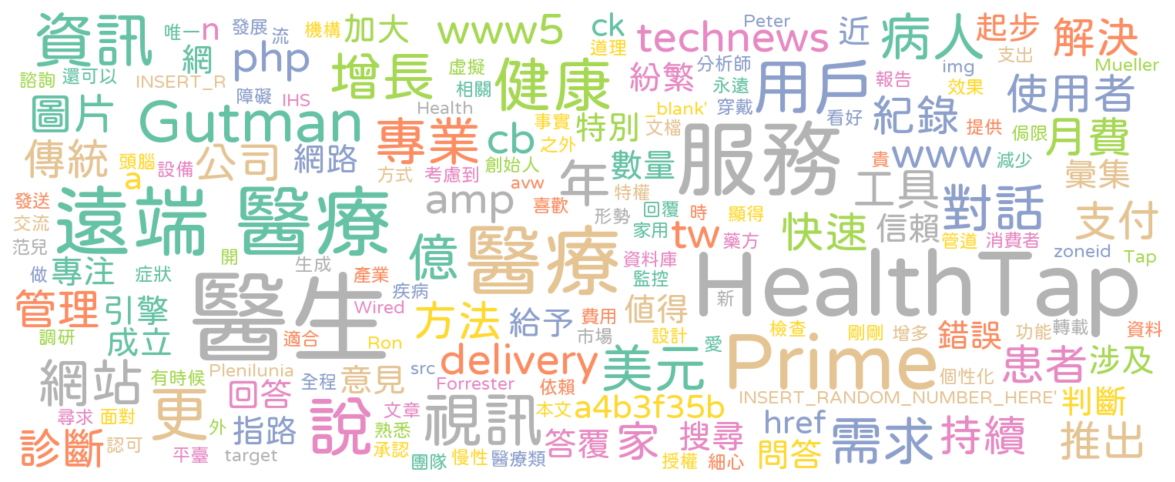 資訊
唯一
n
發展
流
機構
加大
www5
ck
道理
Peter
technews
近
病人
起步
支出
解決
諮詢
還可以
網
php
INSERT_R
障礙
IHS
增長
虛擬
相關
Health
健康
紛繁
_blank'
分析師
永遠
穿戴
用戶
img
報告
看好
效果
Mueller
使用者
圖片
Gutman
專業
cb
事實
之外
特別
文檔
紀錄
提供
侷限
月費
傳統
頭腦
a
設備
公司
網路
方式
考慮到
創始人
avw
數量
服務
www
減少
貴
彙集
發送
交流
范兒
遠端 醫療
amp
喜歡
年
特權
形勢
回覆
家用
時
tw
顯得
藥方
工具
信賴
對話
管道
消費者
支付
做
專注
症狀
開
生成
產業
疾病
億
醫療
資料庫
監控
快速
zoneid
Tap
管理
引擎
成立
調研
適合
醫生
Wired
Ron
方法
給予
費用
市場
值得
設計
新
HealthTap
愛
檢查
剛剛
增多
錯誤
功能
轉載
資料
網站
有時候
Plenilunia
全程
意見
src
delivery
Forrester
依賴
美元
Prime
個性化
患者
涉及
尋求
面對
更
回答
外
指路
說
文章
視訊
本文
a4b3f35b
INSERT_RANDOM_NUMBER_HERE'
判斷
診斷
認可
平臺
target
熟悉
承認
團隊
慢性
醫療類
答覆
家
授權
搜尋
細心
href
問答
需求
持續
推出